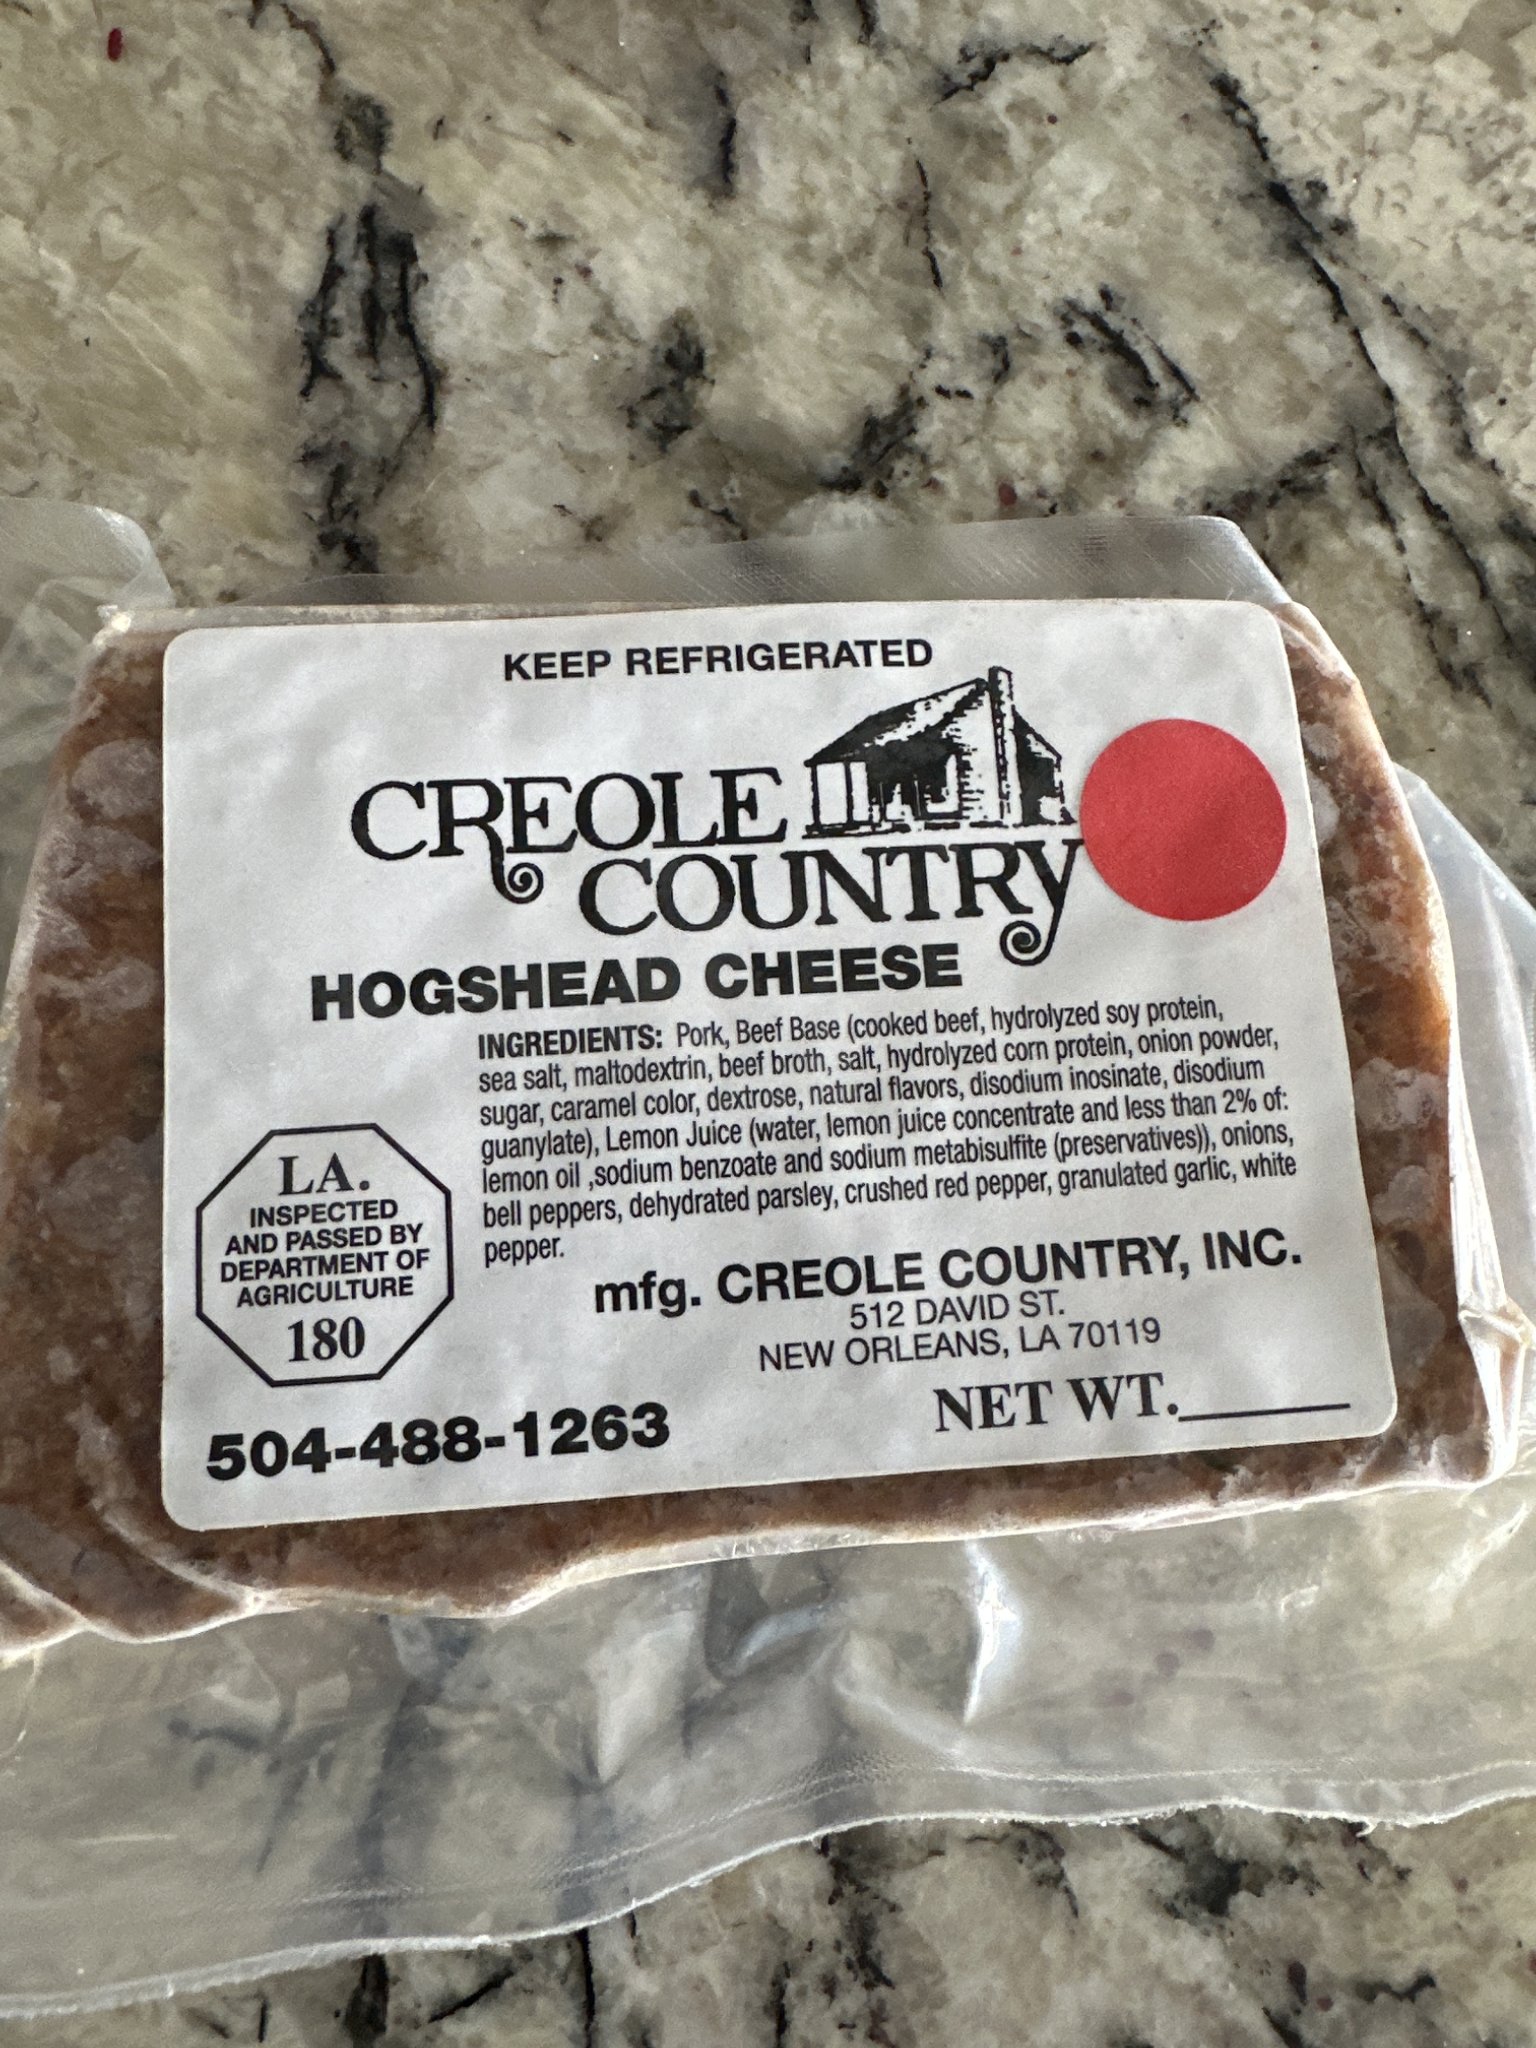 KEEP REFRIGERATED
CREOLE
COUNTRY
HOGSHEAD CHEESE
INGREDIENTS: Pork, Beef Base (cooked beef, hydrolyzed soy protein,
sea salt, maltodextrin, beef broth, salt, hydrolyzed corn protein, onion powder,
sugar, caramel color, dextrose, natural flavors, disodium inosinate, disodium
guanylate), Lemon Juice (water, lemon juice concentrate and less than 2% of:
lemon oil ,sodium benzoate and sodium metabisulfite (preservatives)), onions,
bell peppers, dehydrated parsley, crushed red pepper, granulated garlic, white
pepper.
LA.
INSPECTED
AND PASSED BY
DEPARTMENT OF
AGRICULTURE
180
mfg. CREOLE COUNTRY, INC.
512 DAVID ST.
NEW ORLEANS, LA 70119
504-488-1263
NET WT.______